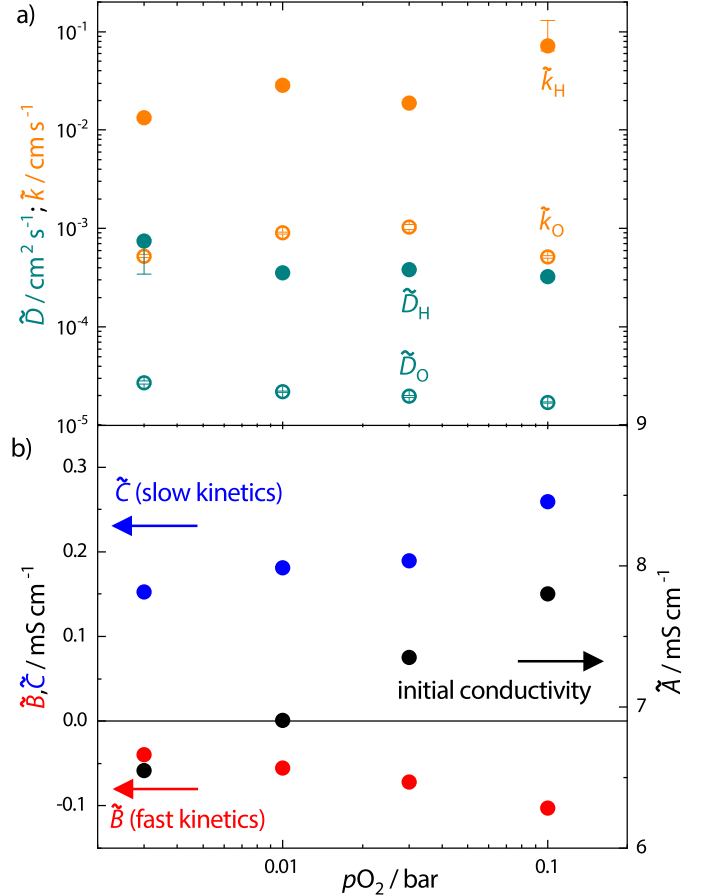 a)
10⁻¹
10⁻²
10⁻³
10⁻⁴
10⁻⁵
D̃ / cm² s⁻¹; k̃ / cm s⁻¹
k̃H
k̃O
D̃H
D̃O
b)
0.3
0.2
0.1
0.0
-0.1
B̃,C̃ / mS cm⁻¹
C̃ (slow kinetics)
initial conductivity
B̃ (fast kinetics)
9
8
7
6
Ã / mS cm⁻¹
0.01
0.1
pO₂ / bar